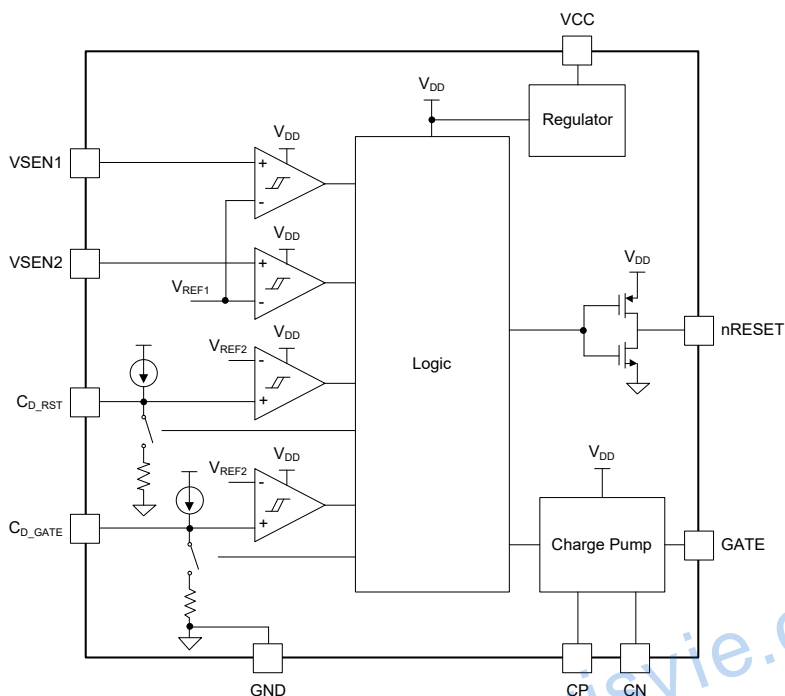 VCC
VDD
Regulator
VSEN1
VDD
+
-
VSEN2
VDD
+
VREF1
-
VDD
VDD
nRESET
Logic
VREF2
-
CD_RST
+
VDD
VDD
VREF2
-
CD_GATE
+
Charge Pump
GATE
GND
CP
CN